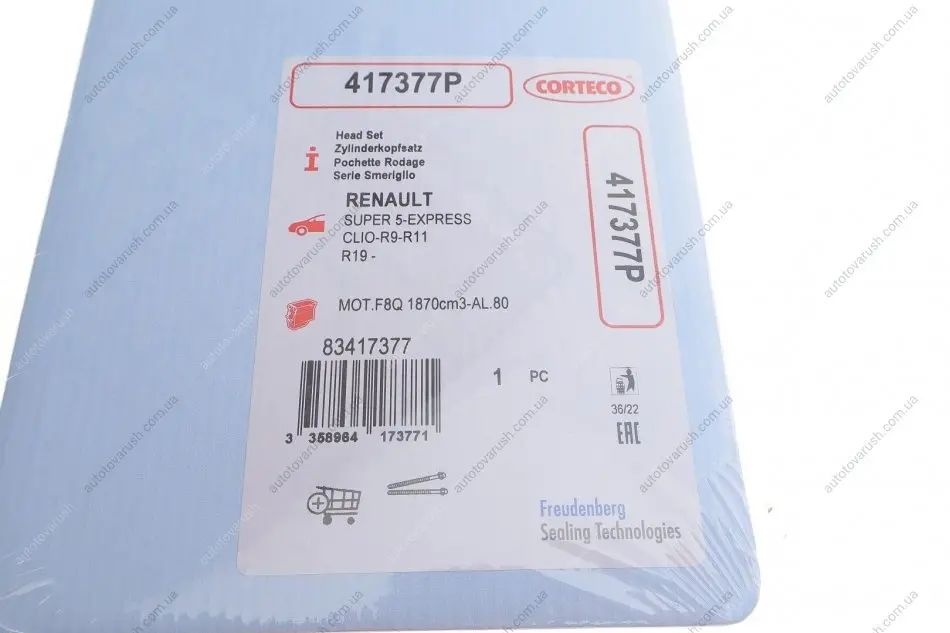 417377P
CORTECO
Head Set
Zylinderkopfsatz
Pochette Rodage
Serie Smeriglio
RENAULT
SUPER 5-EXPRESS
CLIO-R9-R11
R19 -
417377P
MOT.F8Q 1870cm3-AL.80
83417377
1 PC
3 358964 173771
36/22
EAC
Freudenberg
Sealing Technologies
autotovarush.com.ua